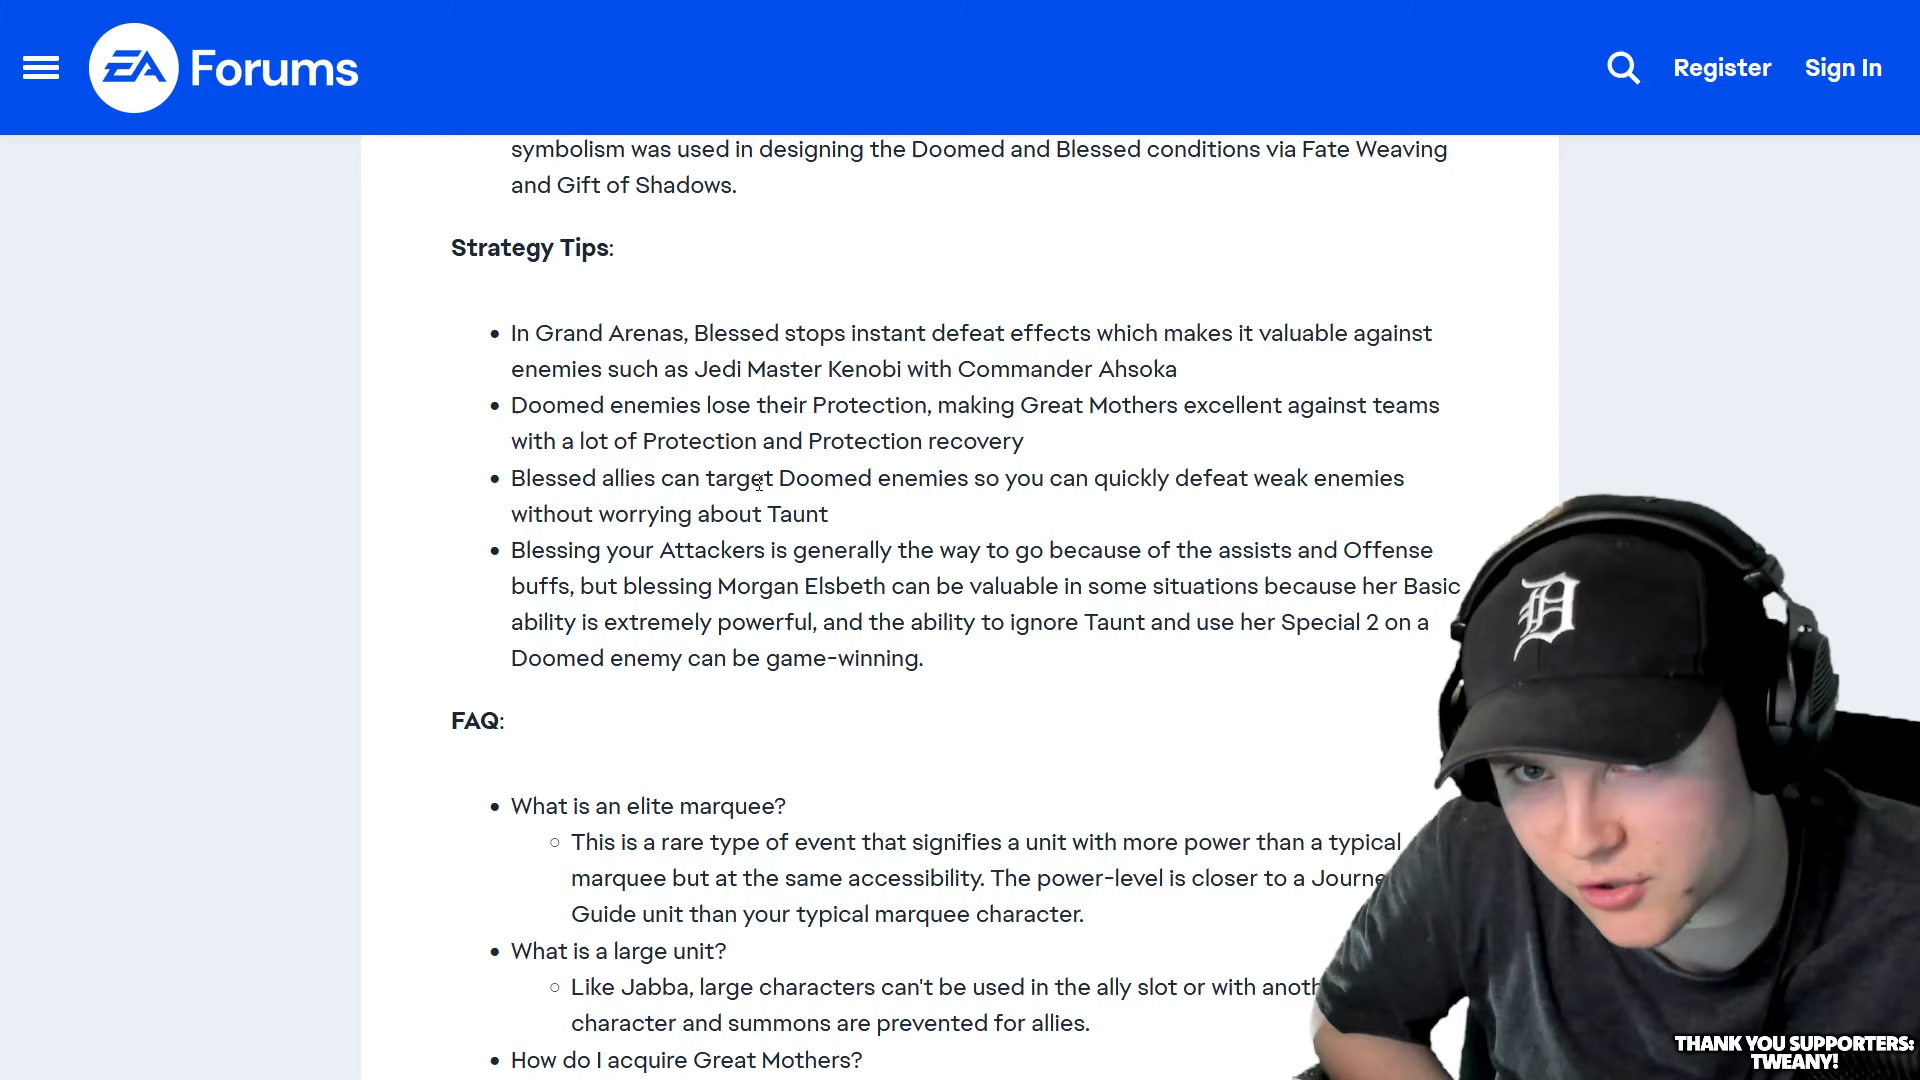 EA Forums
Register
Sign In
symbolism was used in designing the Doomed and Blessed conditions via Fate Weaving
and Gift of Shadows.
Strategy Tips:
In Grand Arenas, Blessed stops instant defeat effects which makes it valuable against
enemies such as Jedi Master Kenobi with Commander Ahsoka
Doomed enemies lose their Protection, making Great Mothers excellent against teams
with a lot of Protection and Protection recovery
Blessed allies can target Doomed enemies so you can quickly defeat weak enemies
without worrying about Taunt
Blessing your Attackers is generally the way to go because of the assists and Offense
buffs, but blessing Morgan Elsbeth can be valuable in some situations because her Basic
ability is extremely powerful, and the ability to ignore Taunt and use her Special 2 on a
Doomed enemy can be game-winning.
FAQ:
What is an elite marquee?
This is a rare type of event that signifies a unit with more power than a typical
marquee but at the same accessibility. The power-level is closer to a
Guide unit than your typical marquee character.
What is a large unit?
Like Jabba, large characters can't be used in the ally slot or with
character and summons are prevented for allies.
How do I acquire Great Mothers?
D
THANK YOU SUPPORTERS:
TWEANY!